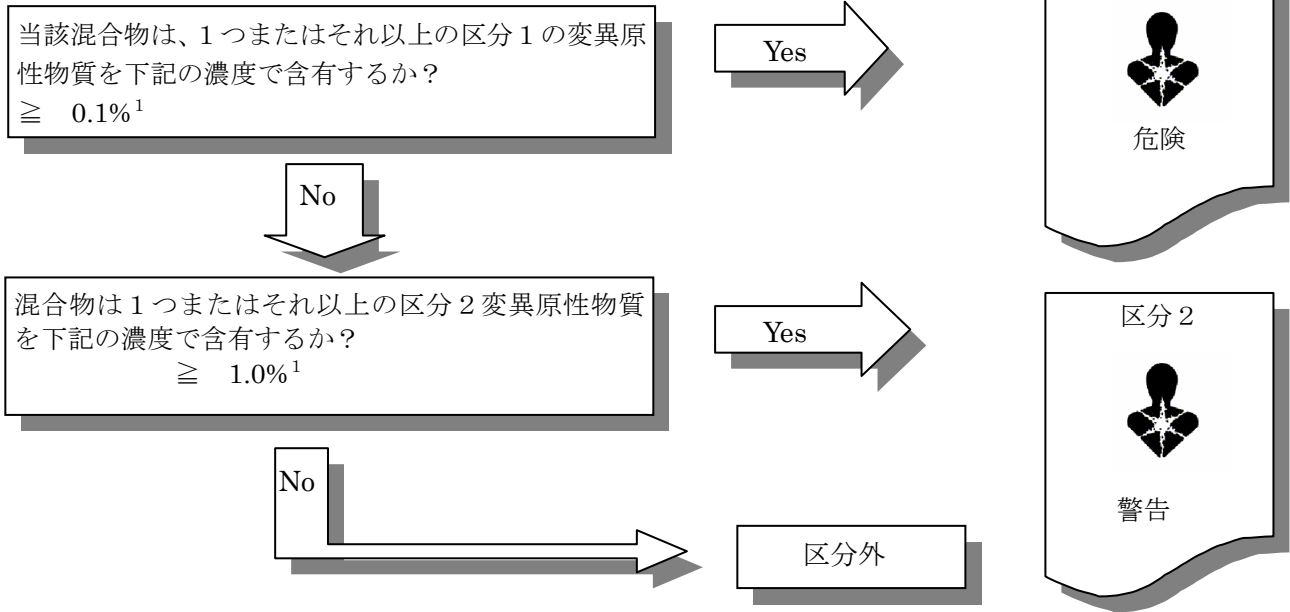 当該混合物は、1つまたはそれ以上の区分1の変異原
性物質を下記の濃度で含有するか？
≧ 0.1%¹
Yes
危険
No
混合物は1つまたはそれ以上の区分2変異原性物質
を下記の濃度で含有するか？
≧ 1.0%¹
Yes
区分2
警告
No
区分外